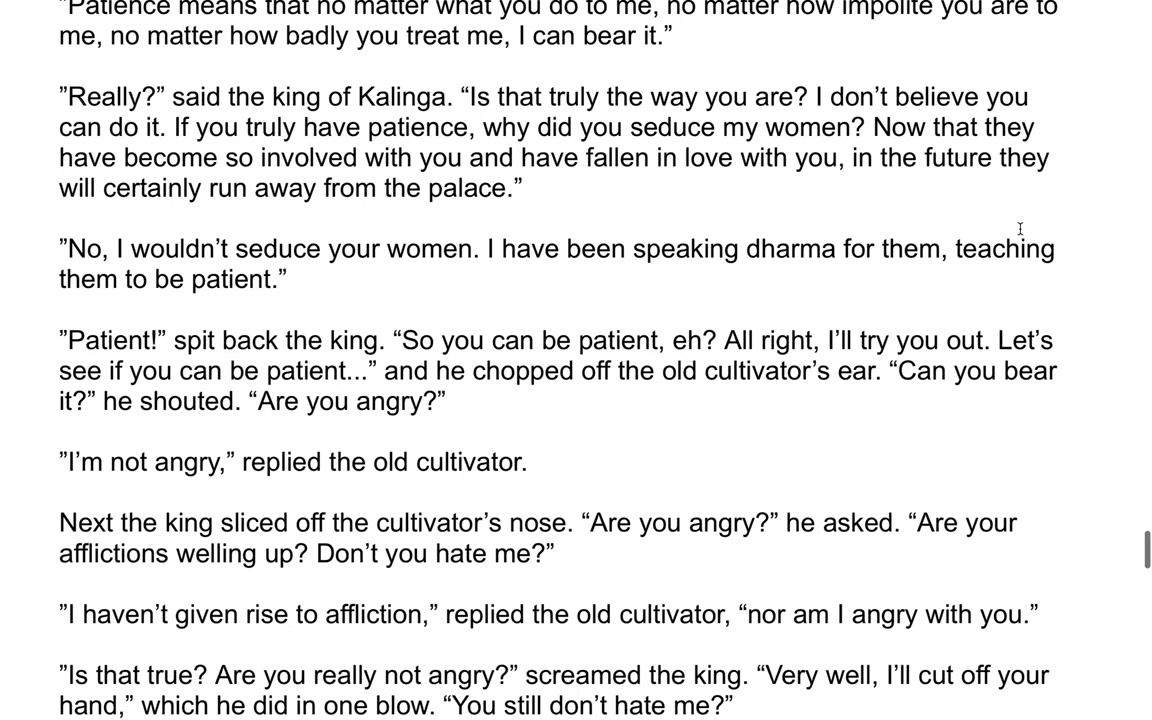 “Patience means that no matter what you do to me, no matter how impolite you are to
me, no matter how badly you treat me, I can bear it.”
”Really?” said the king of Kalinga. “Is that truly the way you are? I don’t believe you
can do it. If you truly have patience, why did you seduce my women? Now that they
have become so involved with you and have fallen in love with you, in the future they
will certainly run away from the palace.”
”No, I wouldn’t seduce your women. I have been speaking dharma for them, teaching
them to be patient.”
”Patient!” spit back the king. “So you can be patient, eh? All right, I’ll try you out. Let’s
see if you can be patient...” and he chopped off the old cultivator’s ear. “Can you bear
it?” he shouted. “Are you angry?”
”I’m not angry,” replied the old cultivator.
Next the king sliced off the cultivator’s nose. “Are you angry?” he asked. “Are your
afflictions welling up? Don’t you hate me?”
”I haven’t given rise to affliction,” replied the old cultivator, “nor am I angry with you.”
”Is that true? Are you really not angry?” screamed the king. “Very well, I’ll cut off your
hand,” which he did in one blow. “You still don’t hate me?”